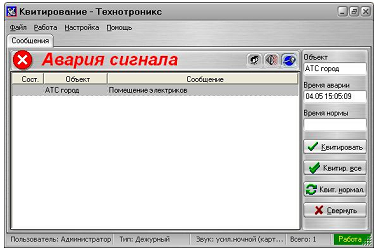 Квитирование - Технотроникс
Файл Работа Настройка Помощь
Сообщения
Авария сигнала
Сост. Объект Сообщение
АТС город Помещение электриков
Объект
АТС город
Время аварии
04.05 15:05:09
Время нормы
Квитировать
Квитир. все
Квит. нормал.
Свернуть
Пользователь: Администратор Тип: Дежурный Звук: усил.ночной (карт... Всего: 1 Работа